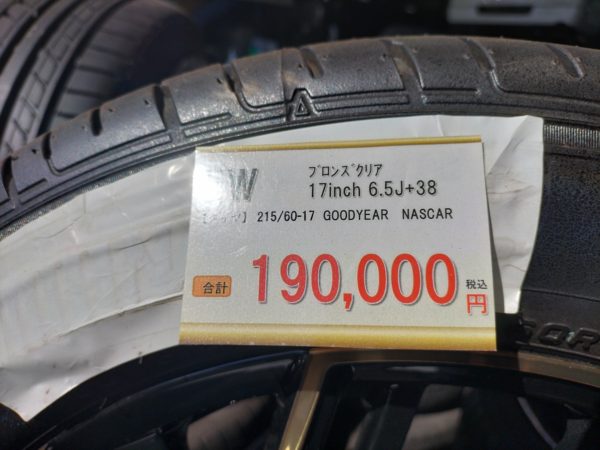 ブロンズクリア
17inch 6.5J+38
215/60-17 GOODYEAR NASCAR
合計 190,000 税込
円